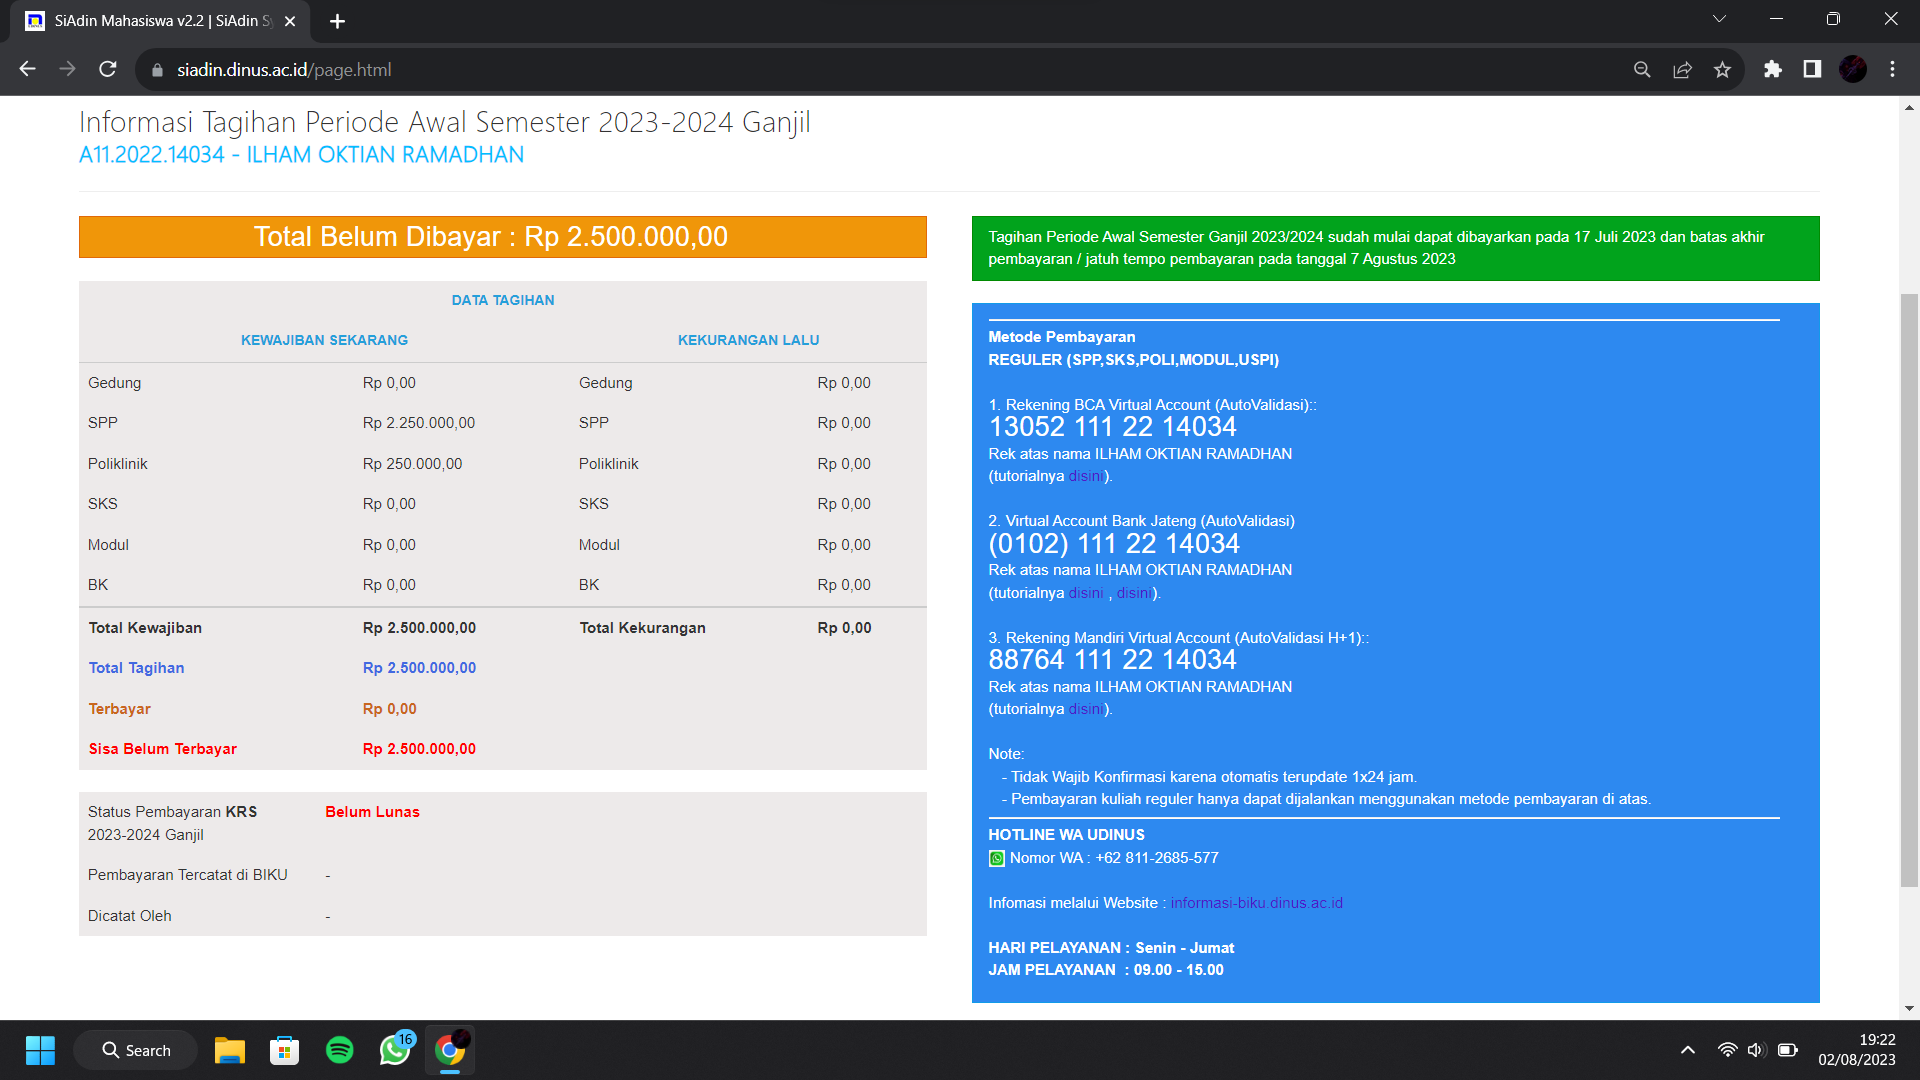 SiAdin Mahasiswa v2.2 | SiAdin Sy
siadin.dinus.ac.id/page.html
Informasi Tagihan Periode Awal Semester 2023-2024 Ganjil
A11.2022.14034 - ILHAM OKTIAN RAMADHAN
Total Belum Dibayar : Rp 2.500.000,00
DATA TAGIHAN
KEWAJIBAN SEKARANG KEKURANGAN LALU
Gedung Rp 0,00 Gedung Rp 0,00
SPP Rp 2.250.000,00 SPP Rp 0,00
Poliklinik Rp 250.000,00 Poliklinik Rp 0,00
SKS Rp 0,00 SKS Rp 0,00
Modul Rp 0,00 Modul Rp 0,00
BK Rp 0,00 BK Rp 0,00
Total Kewajiban Rp 2.500.000,00 Total Kekurangan Rp 0,00
Total Tagihan Rp 2.500.000,00
Terbayar Rp 0,00
Sisa Belum Terbayar Rp 2.500.000,00
Status Pembayaran KRS Belum Lunas
2023-2024 Ganjil
Pembayaran Tercatat di BIKU -
Dicatat Oleh -
Tagihan Periode Awal Semester Ganjil 2023/2024 sudah mulai dapat dibayarkan pada 17 Juli 2023 dan batas akhir
pembayaran / jatuh tempo pembayaran pada tanggal 7 Agustus 2023
Metode Pembayaran
REGULER (SPP,SKS,POLI,MODUL,USPI)
1. Rekening BCA Virtual Account (AutoValidasi)::
13052 111 22 14034
Rek atas nama ILHAM OKTIAN RAMADHAN
(tutorialnya disini).
2. Virtual Account Bank Jateng (AutoValidasi)
(0102) 111 22 14034
Rek atas nama ILHAM OKTIAN RAMADHAN
(tutorialnya disini , disini).
3. Rekening Mandiri Virtual Account (AutoValidasi H+1)::
88764 111 22 14034
Rek atas nama ILHAM OKTIAN RAMADHAN
(tutorialnya disini).
Note:
- Tidak Wajib Konfirmasi karena otomatis terupdate 1x24 jam.
- Pembayaran kuliah reguler hanya dapat dijalankan menggunakan metode pembayaran di atas.
HOTLINE WA UDINUS
Nomor WA : +62 811-2685-577
Infomasi melalui Website : informasi-biku.dinus.ac.id
HARI PELAYANAN : Senin - Jumat
JAM PELAYANAN : 09.00 - 15.00
Search
16
19:22
02/08/2023